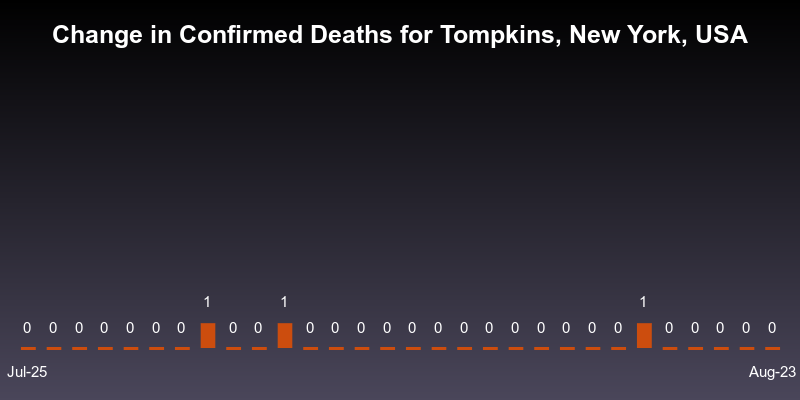 Change in Confirmed Deaths for Tompkins, New York, USA
1 1 1
0 0 0 0 0 0 0 0 0 0 0 0 0 0 0 0 0 0 0 0 0 0 0 0 0 0 0
Jul-25 Aug-23